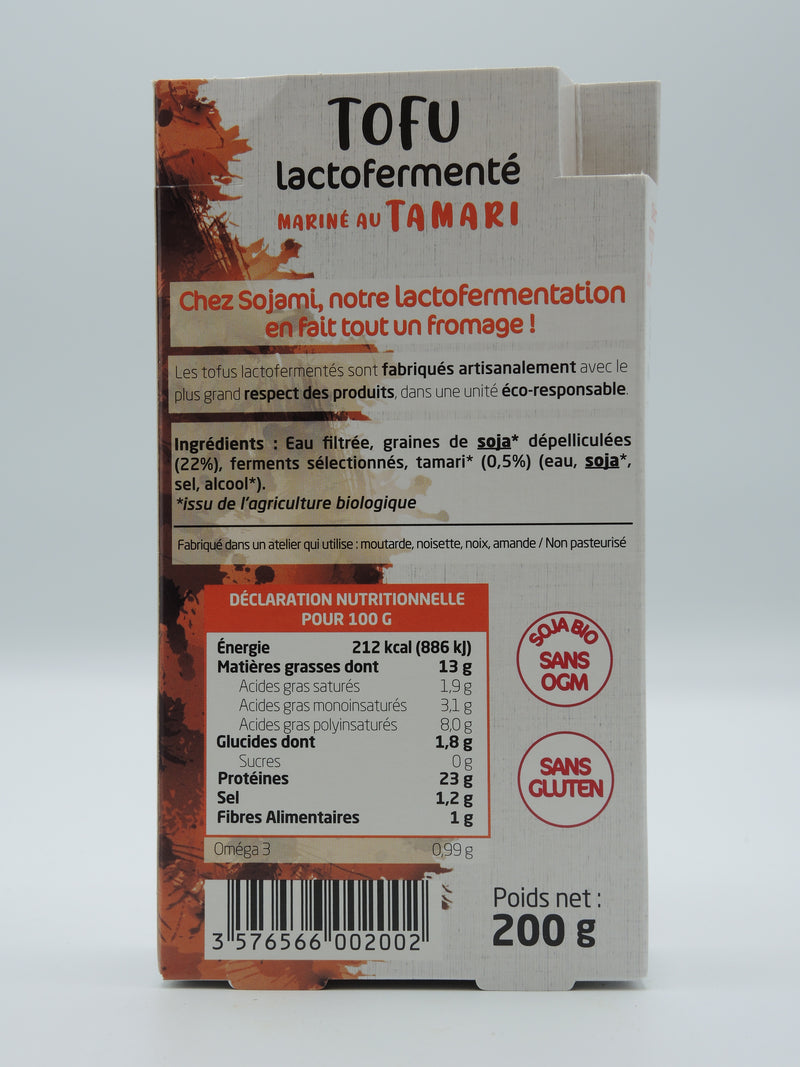 TOFU
lactofermenté
MARINÉ AU TAMARI
Chez Sojami, notre lactofermentation
en fait tout un fromage !
Les tofus lactofermentés sont fabriqués artisanalement avec le
plus grand respect des produits, dans une unité éco-responsable.
Ingrédients : Eau filtrée, graines de soja* dépelliculées
(22%), ferments sélectionnés, tamari* (0,5%) (eau, soja*,
sel, alcool*).
*issu de l'agriculture biologique
Fabriqué dans un atelier qui utilise : moutarde, noisette, noix, amande / Non pasteurisé
DÉCLARATION NUTRITIONNELLE
POUR 100 G
Énergie 212 kcal (886 kJ)
Matières grasses dont 13 g
Acides gras saturés 1,9 g
Acides gras monoinsaturés 3,1 g
Acides gras polyinsaturés 8,0 g
Glucides dont 1,8 g
Sucres 0 g
Protéines 23 g
Sel 1,2 g
Fibres Alimentaires 1 g
Oméga 3 0,99 g
SOJA BIO
SANS
OGM
SANS
GLUTEN
3 576566 002002
Poids net :
200 g